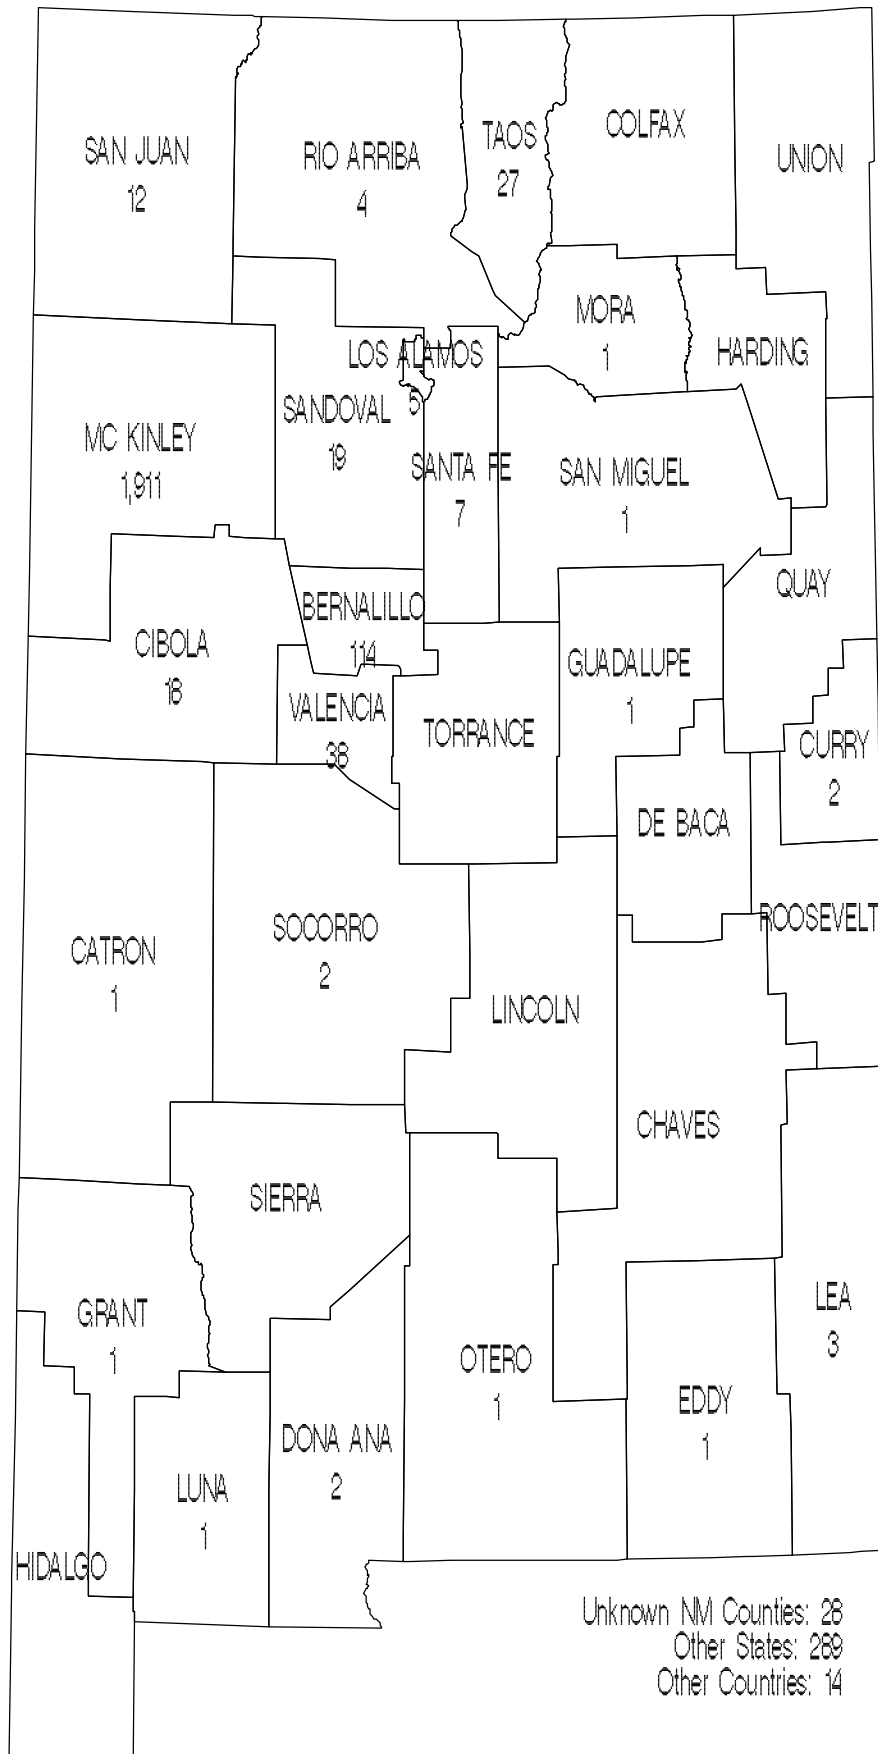 SAN JUAN
12
RIO ARRIBA
4
TAOS
27
COLFAX
UNION
MORA
1
HARDING
LOS ALAMOS
5
SANDOVAL
19
MC KINLEY
1,911
SANTA FE
7
SAN MIGUEL
1
QUAY
BERNALILLO
114
CIBOLA
18
GUADALUPE
1
VALENCIA
38
TORRANCE
CURRY
2
DE BACA
ROOSEVELT
CATRON
1
SOCORRO
2
LINCOLN
CHAVES
SIERRA
GRANT
1
LEA
3
OTERO
1
EDDY
1
DONA ANA
2
LUNA
1
HIDALGO
Unknown NM Counties: 28
Other States: 289
Other Countries: 14